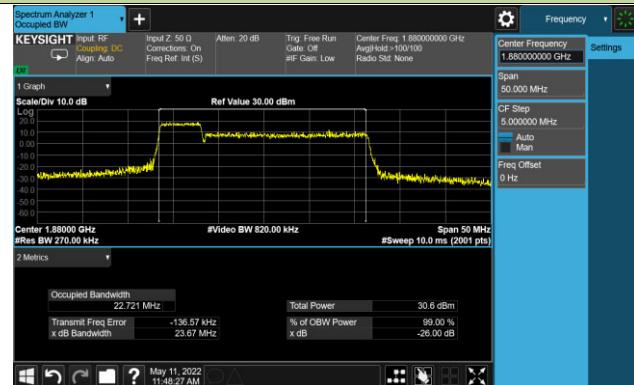 Spectrum Analyzer 1
Occupied BW
+
Frequency
KEYSIGHT
Input: RF
Coupling: DC
Align: Auto
Input Z: 50 Ω
Corrections: On
Freq Ref: Int (S)
Atten: 20 dB
Trig: Free Run
Gate: Off
#IF Gain: Low
Center Freq: 1.880000000 GHz
Avg|Hold:>100/100
Radio Std: None
LXI
Center Frequency
1.880000000 GHz
Settings
Span
50.000 MHz
CF Step
5.000000 MHz
Auto
Man
Freq Offset
0 Hz
1 Graph
Scale/Div 10.0 dB
Ref Value 30.00 dBm
Log
20.0
10.0
0.00
-10.0
-20.0
-30.0
-40.0
-50.0
-60.0
Center 1.88000 GHz
#Video BW 820.00 kHz
Span 50 MHz
#Res BW 270.00 kHz
#Sweep 10.0 ms (2001 pts)
2 Metrics
Occupied Bandwidth
22.721 MHz
Total Power
30.6 dBm
Transmit Freq Error
-136.57 kHz
% of OBW Power
99.00 %
x dB Bandwidth
23.67 MHz
x dB
-26.00 dB
?
May 11, 2022
11:48:27 AM